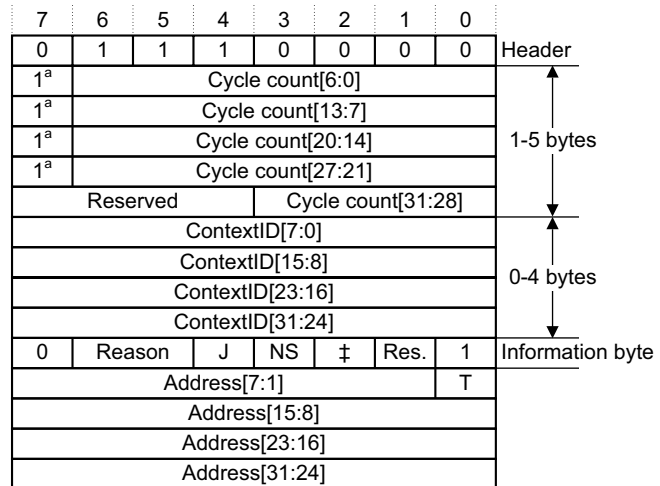 7 6 5 4 3 2 1 0
0 1 1 1 0 0 0 0 Header
1a Cycle count[6:0]
1a Cycle count[13:7]
1a Cycle count[20:14] 1-5 bytes
1a Cycle count[27:21]
Reserved Cycle count[31:28]
ContextID[7:0]
ContextID[15:8]
0-4 bytes
ContextID[23:16]
ContextID[31:24]
0 Reason J NS ‡ Res. 1 Information byte
Address[7:1] T
Address[15:8]
Address[23:16]
Address[31:24]